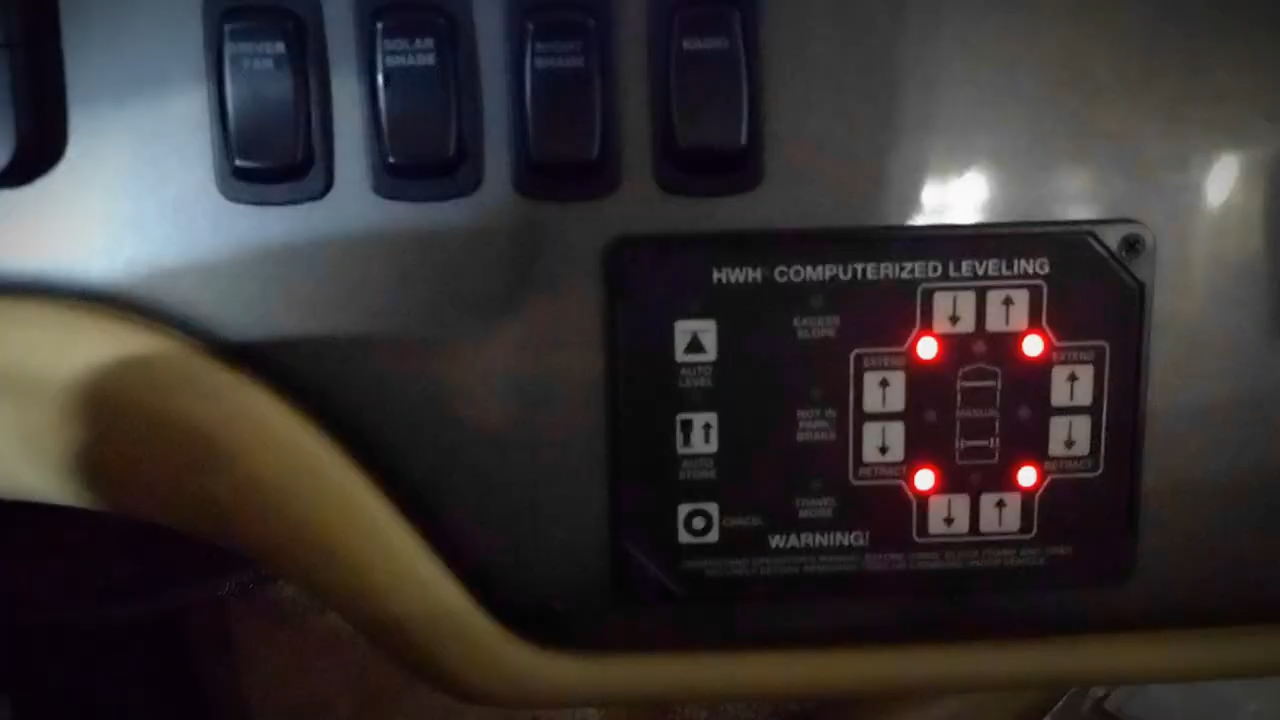 DRIVER
FAN
SOLAR
SHADE
NIGHT
SHADE
RADIO
HWH COMPUTERIZED LEVELING
AUTO
LEVEL
AUTO
STORE
CANCEL
EXCESS
SLOPE
NOT IN
PARK/
BRAKE
TRAVEL
MODE
EXTEND
RETRACT
MANUAL
EXTEND
RETRACT
WARNING!